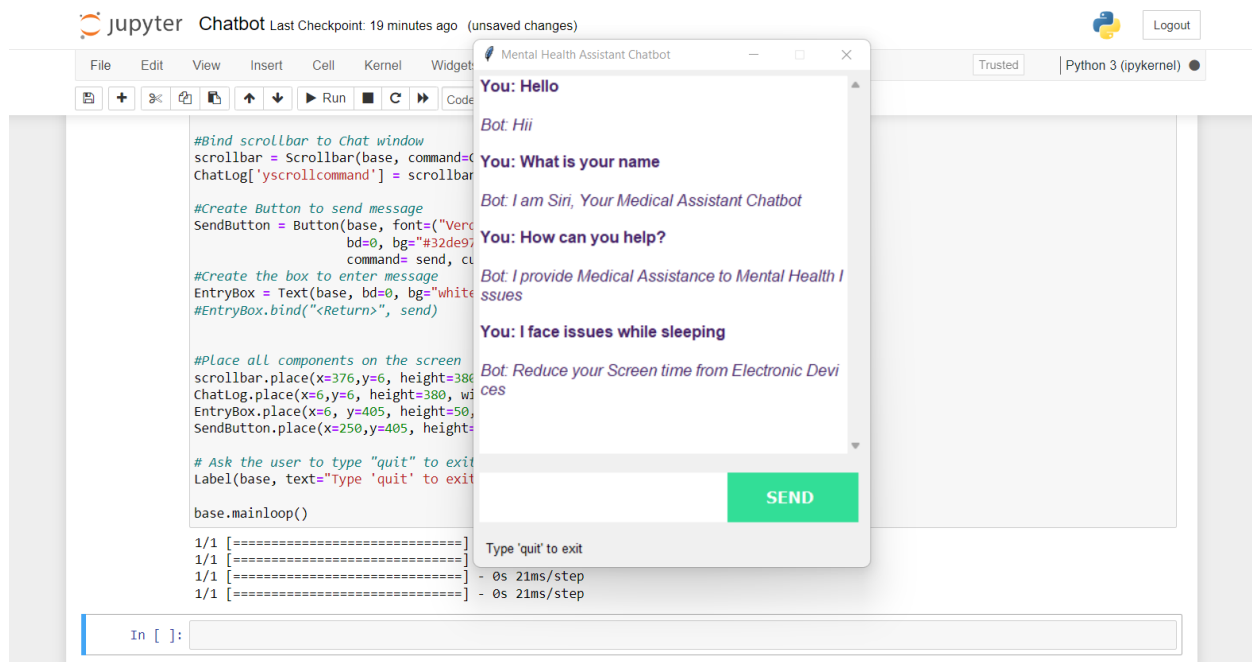 jupyter Chatbot Last Checkpoint: 19 minutes ago (unsaved changes)
Logout
File Edit View Insert Cell Kernel Widgets
Trusted
Python 3 (ipykernel)
Run
Code
#Bind scrollbar to Chat window
scrollbar = Scrollbar(base, command=
ChatLog['yscrollcommand'] = scrollbar
#Create Button to send message
SendButton = Button(base, font=("Verd
bd=0, bg="#32de97
command= send, cu
#Create the box to enter message
EntryBox = Text(base, bd=0, bg="white
#EntryBox.bind("<Return>", send)
#Place all components on the screen
scrollbar.place(x=376,y=6, height=380
ChatLog.place(x=6,y=6, height=380, wi
EntryBox.place(x=6, y=405, height=50,
SendButton.place(x=250,y=405, height=
# Ask the user to type "quit" to exit
Label(base, text="Type 'quit' to exit
base.mainloop()
1/1 [==============================]
1/1 [==============================]
1/1 [==============================] - 0s 21ms/step
1/1 [==============================] - 0s 21ms/step
In [ ]:
Mental Health Assistant Chatbot
You: Hello
Bot: Hii
You: What is your name
Bot: I am Siri, Your Medical Assistant Chatbot
You: How can you help?
Bot: I provide Medical Assistance to Mental Health I
ssues
You: I face issues while sleeping
Bot: Reduce your Screen time from Electronic Devi
ces
SEND
Type 'quit' to exit